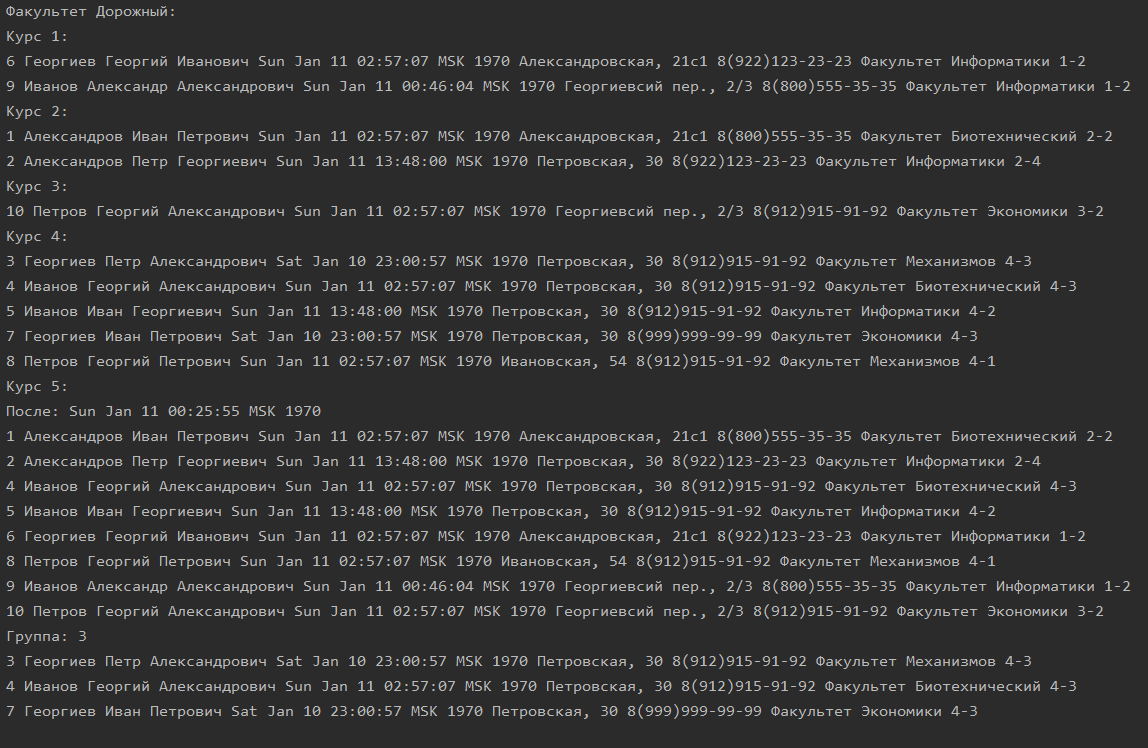 Факультет Дорожный:
Курс 1:
6 Георгиев Георгий Иванович Sun Jan 11 02:57:07 MSK 1970 Александровская, 21с1 8(922)123-23-23 Факультет Информатики 1-2
9 Иванов Александр Александрович Sun Jan 11 00:46:04 MSK 1970 Георгиевсий пер., 2/3 8(800)555-35-35 Факультет Информатики 1-2
Курс 2:
1 Александров Иван Петрович Sun Jan 11 02:57:07 MSK 1970 Александровская, 21с1 8(800)555-35-35 Факультет Биотехнический 2-2
2 Александров Петр Георгиевич Sun Jan 11 13:48:00 MSK 1970 Петровская, 30 8(922)123-23-23 Факультет Информатики 2-4
Курс 3:
10 Петров Георгий Александрович Sun Jan 11 02:57:07 MSK 1970 Георгиевсий пер., 2/3 8(912)915-91-92 Факультет Экономики 3-2
Курс 4:
3 Георгиев Петр Александрович Sat Jan 10 23:00:57 MSK 1970 Петровская, 30 8(912)915-91-92 Факультет Механизмов 4-3
4 Иванов Георгий Александрович Sun Jan 11 02:57:07 MSK 1970 Петровская, 30 8(912)915-91-92 Факультет Биотехнический 4-3
5 Иванов Иван Георгиевич Sun Jan 11 13:48:00 MSK 1970 Петровская, 30 8(912)915-91-92 Факультет Информатики 4-2
7 Георгиев Иван Петрович Sat Jan 10 23:00:57 MSK 1970 Петровская, 30 8(999)999-99-99 Факультет Экономики 4-3
8 Петров Георгий Петрович Sun Jan 11 02:57:07 MSK 1970 Ивановская, 54 8(912)915-91-92 Факультет Механизмов 4-1
Курс 5:
После: Sun Jan 11 00:25:55 MSK 1970
1 Александров Иван Петрович Sun Jan 11 02:57:07 MSK 1970 Александровская, 21с1 8(800)555-35-35 Факультет Биотехнический 2-2
2 Александров Петр Георгиевич Sun Jan 11 13:48:00 MSK 1970 Петровская, 30 8(922)123-23-23 Факультет Информатики 2-4
4 Иванов Георгий Александрович Sun Jan 11 02:57:07 MSK 1970 Петровская, 30 8(912)915-91-92 Факультет Биотехнический 4-3
5 Иванов Иван Георгиевич Sun Jan 11 13:48:00 MSK 1970 Петровская, 30 8(912)915-91-92 Факультет Информатики 4-2
6 Георгиев Георгий Иванович Sun Jan 11 02:57:07 MSK 1970 Александровская, 21с1 8(922)123-23-23 Факультет Информатики 1-2
8 Петров Георгий Петрович Sun Jan 11 02:57:07 MSK 1970 Ивановская, 54 8(912)915-91-92 Факультет Механизмов 4-1
9 Иванов Александр Александрович Sun Jan 11 00:46:04 MSK 1970 Георгиевсий пер., 2/3 8(800)555-35-35 Факультет Информатики 1-2
10 Петров Георгий Александрович Sun Jan 11 02:57:07 MSK 1970 Георгиевсий пер., 2/3 8(912)915-91-92 Факультет Экономики 3-2
Группа: 3
3 Георгиев Петр Александрович Sat Jan 10 23:00:57 MSK 1970 Петровская, 30 8(912)915-91-92 Факультет Механизмов 4-3
4 Иванов Георгий Александрович Sun Jan 11 02:57:07 MSK 1970 Петровская, 30 8(912)915-91-92 Факультет Биотехнический 4-3
7 Георгиев Иван Петрович Sat Jan 10 23:00:57 MSK 1970 Петровская, 30 8(999)999-99-99 Факультет Экономики 4-3